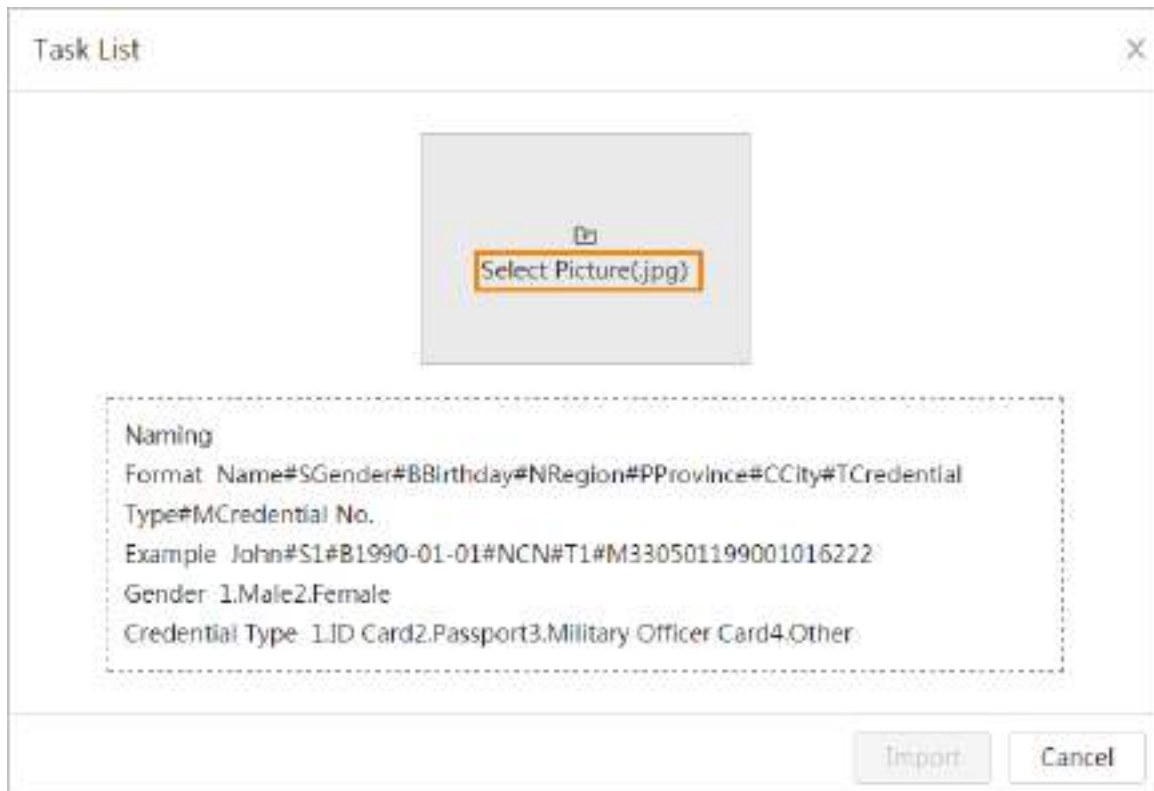 Task List
Select Picture(.jpg)
Naming
Format Name#SGender#BBirthday#NRegion#PProvince#CCity#TCredential
Type#MCredential No.
Example John#S1#B1990-01-01#NCN#T1#M330501199001016222
Gender 1.Male2.Female
Credential Type 1.ID Card2.Passport3.Military Officer Card4.Other
Import Cancel